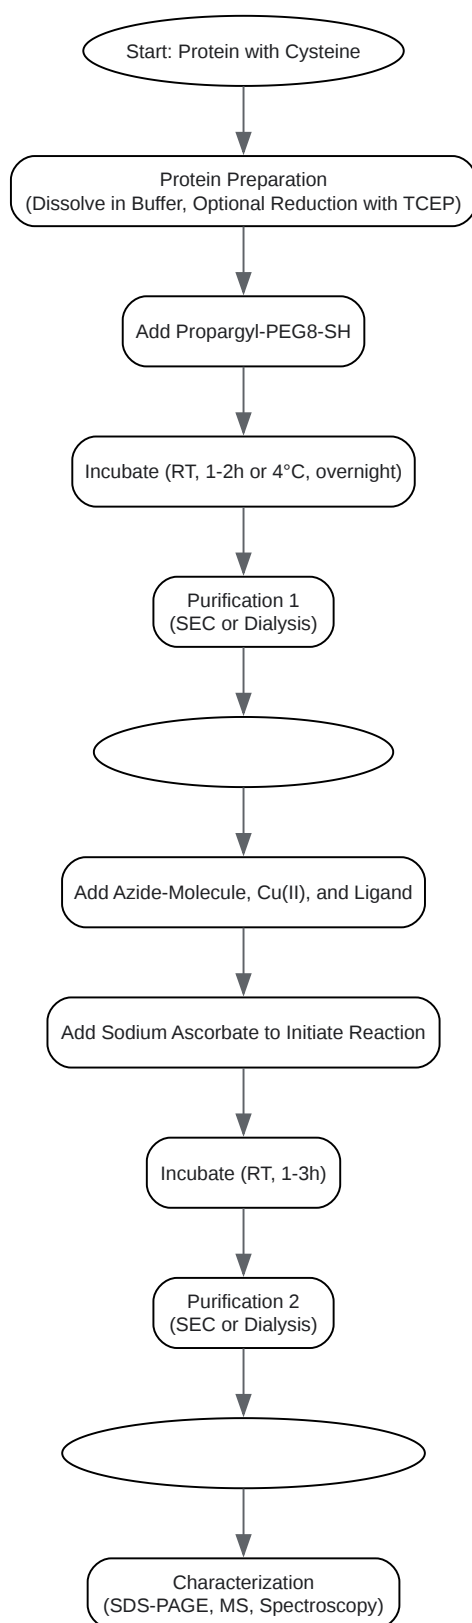 Start: Protein with Cysteine
Protein Preparation
(Dissolve in Buffer, Optional Reduction with TCEP)
Add Propargyl-PEG8-SH
Incubate (RT, 1-2h or 4°C, overnight)
Purification 1
(SEC or Dialysis)
Add Azide-Molecule, Cu(II), and Ligand
Add Sodium Ascorbate to Initiate Reaction
Incubate (RT, 1-3h)
Purification 2
(SEC or Dialysis)
Characterization
(SDS-PAGE, MS, Spectroscopy)